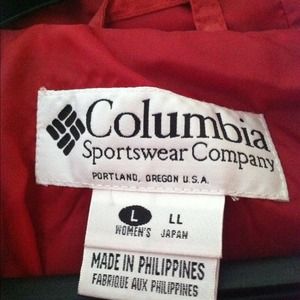 Columbia
Sportswear Company
PORTLAND, OREGON U.S.A.
L LL
WOMEN'S JAPAN
MADE IN PHILIPPINES
FABRIQUE AUX PHILIPPINES